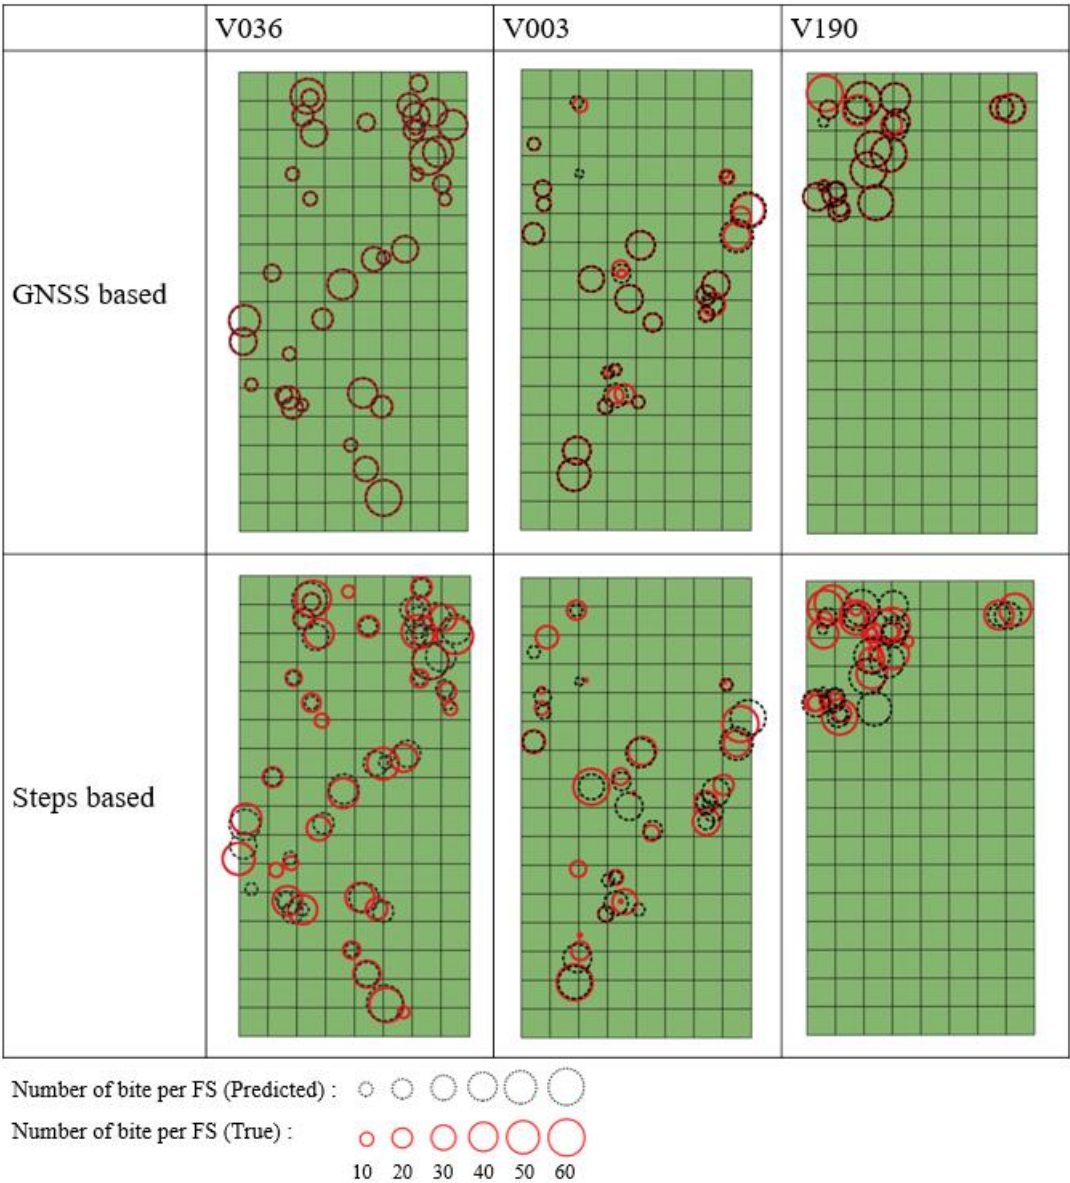 V036 V003 V190
GNSS based
Steps based
Number of bite per FS (Predicted) :
Number of bite per FS (True) :
10 20 30 40 50 60